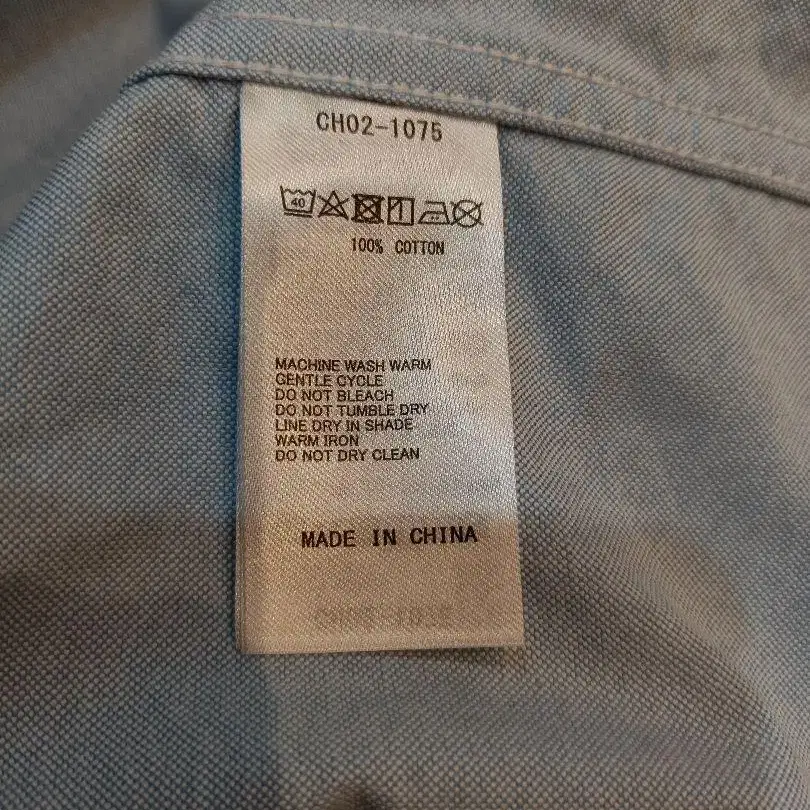 CH02-1075
40
100% COTTON
MACHINE WASH WARM
GENTLE CYCLE
DO NOT BLEACH
DO NOT TUMBLE DRY
LINE DRY IN SHADE
WARM IRON
DO NOT DRY CLEAN
MADE IN CHINA